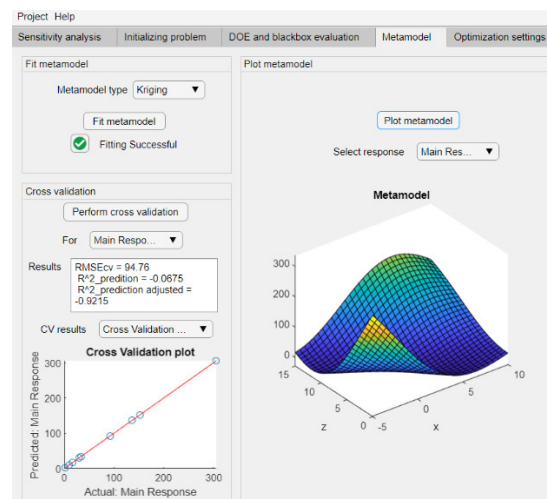 Project Help
Sensitivity analysis Initializing problem DOE and blackbox evaluation Metamodel Optimization settings
Fit metamodel
Metamodel type Kriging
Fit metamodel
Fitting Successful
Cross validation
Perform cross validation
For Main Respo...
Results
RMSEcv = 94.76
R^2_predition = -0.0675
R^2_prediction adjusted =
-0.9215
CV results Cross Validation ...
Cross Validation plot
Predicted: Main Response
300
200
100
0
0 100 200 300
Actual: Main Response
Plot metamodel
Plot metamodel
Select response Main Res...
Metamodel
300
200
100
0
15
10
5
0
z
-5
0
5
10
x